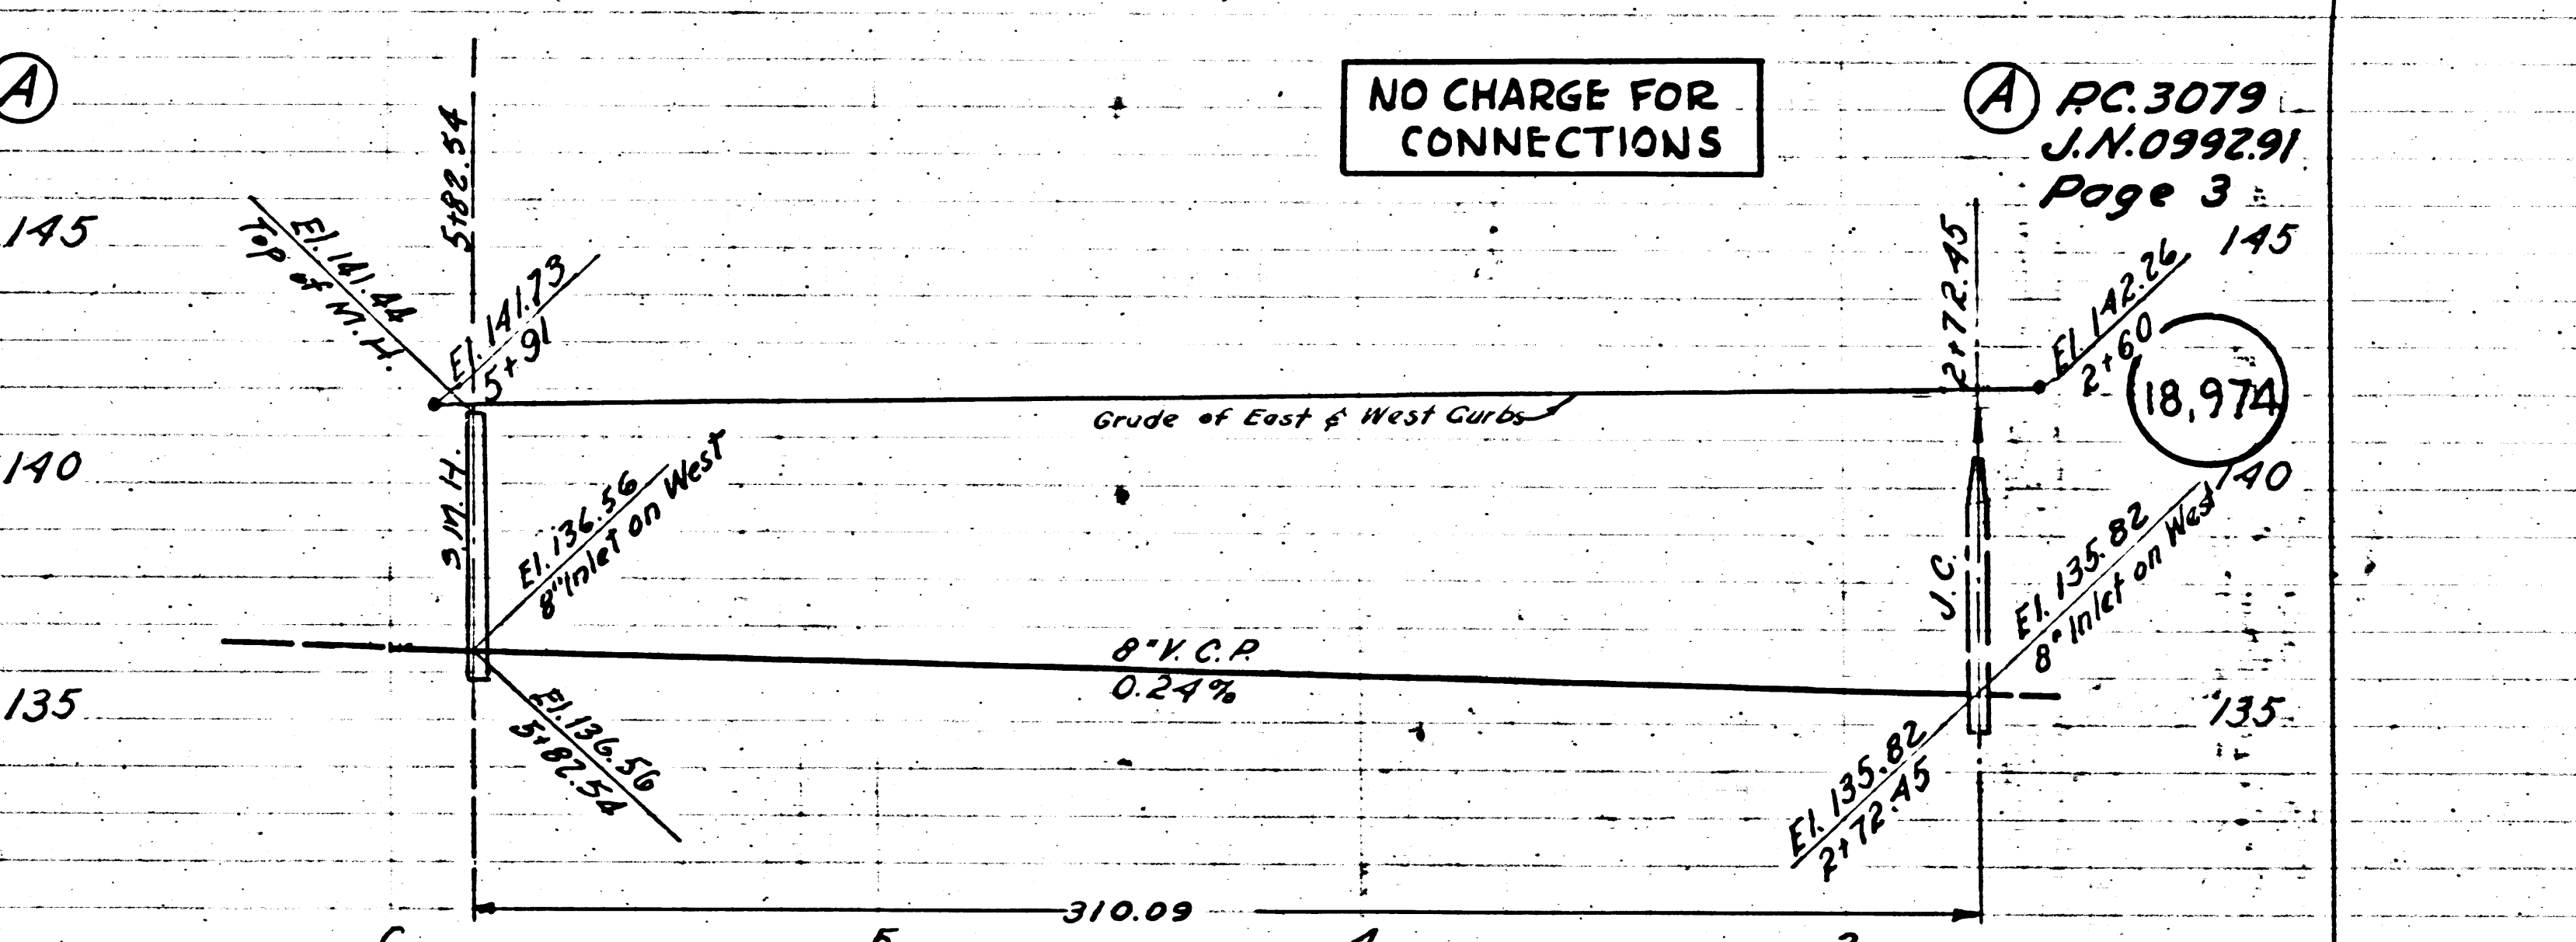 A
5+82.54
NO CHARGE FOR
CONNECTIONS
A P.C. 3079
J.N. 0992.91
Page 3
145
El. 141.44
Top of M.H.
El. 141.73
5+91
2+72.45
El. 142.26
2+60
145
18,974
Grade of East & West Curbs
140
M.H.
El. 136.56
8" Inlet on West
J.C.
El. 135.82
8" Inlet on West
140
8" V.C.P.
0.24%
135
El. 136.56
5+82.54
El. 135.82
2+72.45
135
310.09
5